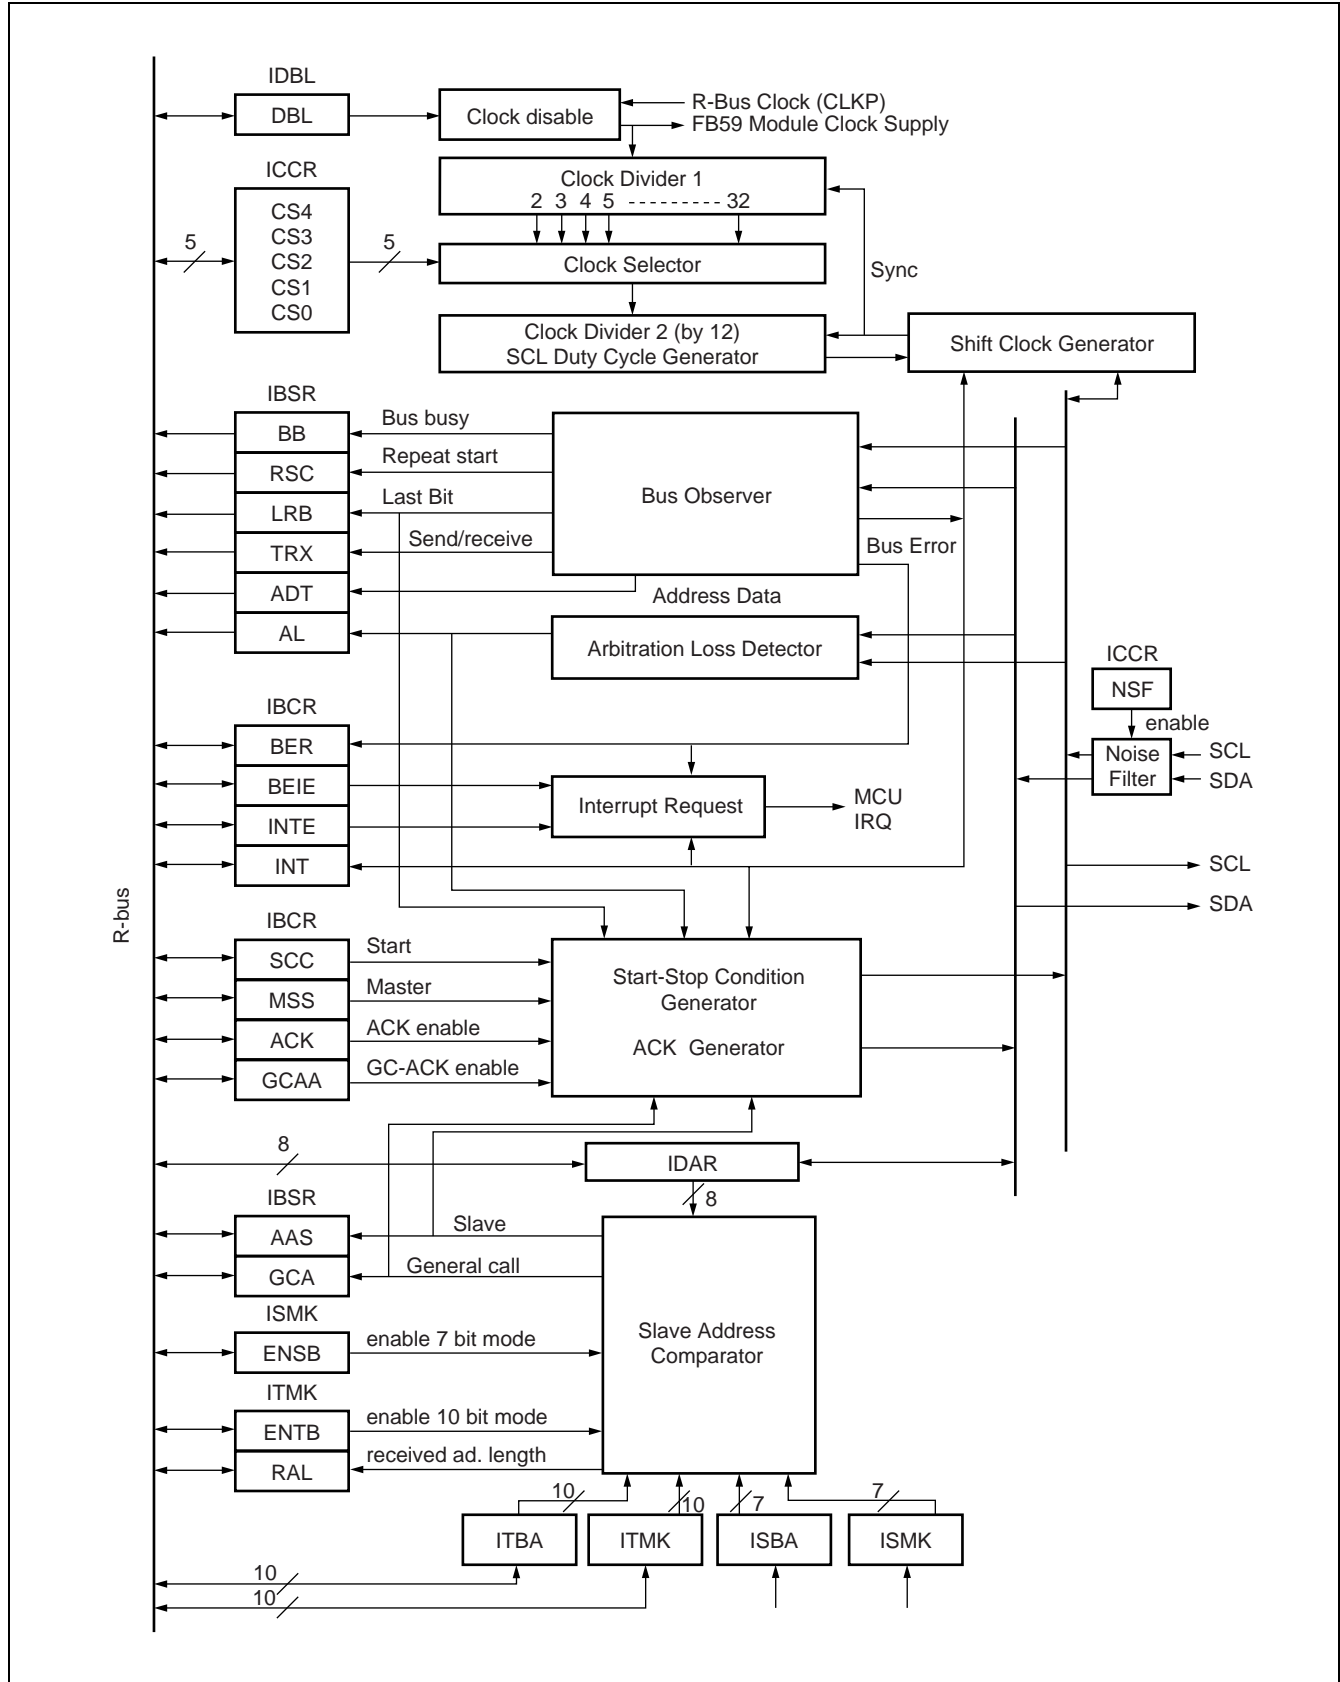 IDBL
DBL
Clock disable
R-Bus Clock (CLKP)
FB59 Module Clock Supply
ICCR
CS4
CS3
CS2
CS1
CS0
5
5
Clock Divider 1
2 3 4 5 ---------- 32
Clock Selector
Sync
Clock Divider 2 (by 12)
SCL Duty Cycle Generator
Shift Clock Generator
IBSR
BB
Bus busy
RSC
Repeat start
LRB
Last Bit
TRX
Send/receive
ADT
AL
Bus Observer
Bus Error
Address Data
Arbitration Loss Detector
ICCR
NSF
enable
Noise
Filter
SCL
SDA
IBCR
BER
BEIE
INTE
INT
Interrupt Request
MCU
IRQ
SCL
SDA
R-bus
IBCR
SCC
Start
MSS
Master
ACK
ACK enable
GCAA
GC-ACK enable
Start-Stop Condition
Generator
ACK Generator
8
IDAR
8
IBSR
AAS
Slave
GCA
General call
ISMK
ENSB
enable 7 bit mode
Slave Address
Comparator
ITMK
ENTB
enable 10 bit mode
RAL
received ad. length
10
10
7
7
ITBA
ITMK
ISBA
ISMK
10
10